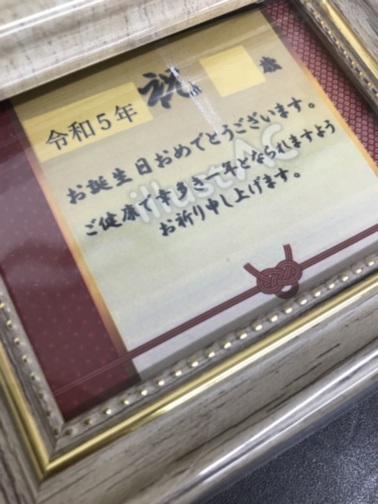 祝
様
令和5年
お誕生日おめでとうございます。
ご健康で幸多き一年となられますよう
お祈り申し上げます。
illustAC